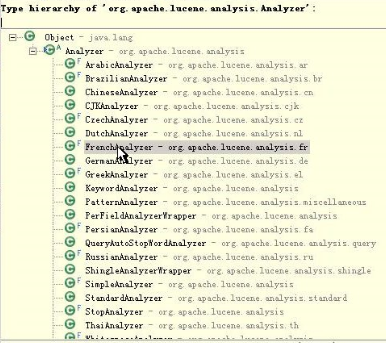 Type hierarchy of 'org.apache.lucene.analysis.Analyzer':
Object - java.lang
Analyzer - org.apache.lucene.analysis
ArabicAnalyzer - org.apache.lucene.analysis.ar
BrazilianAnalyzer - org.apache.lucene.analysis.br
ChineseAnalyzer - org.apache.lucene.analysis.cn
CJKAnalyzer - org.apache.lucene.analysis.cjk
CzechAnalyzer - org.apache.lucene.analysis.cz
DutchAnalyzer - org.apache.lucene.analysis.nl
FrenchAnalyzer - org.apache.lucene.analysis.fr
GermanAnalyzer - org.apache.lucene.analysis.de
GreekAnalyzer - org.apache.lucene.analysis.el
KeywordAnalyzer - org.apache.lucene.analysis
PatternAnalyzer - org.apache.lucene.analysis.miscellaneous
PerFieldAnalyzerWrapper - org.apache.lucene.analysis
PersianAnalyzer - org.apache.lucene.analysis.fa
QueryAutoStopWordAnalyzer - org.apache.lucene.analysis.query
RussianAnalyzer - org.apache.lucene.analysis.ru
ShingleAnalyzerWrapper - org.apache.lucene.analysis.shingle
SimpleAnalyzer - org.apache.lucene.analysis
StandardAnalyzer - org.apache.lucene.analysis.standard
StopAnalyzer - org.apache.lucene.analysis
ThaiAnalyzer - org.apache.lucene.analysis.th